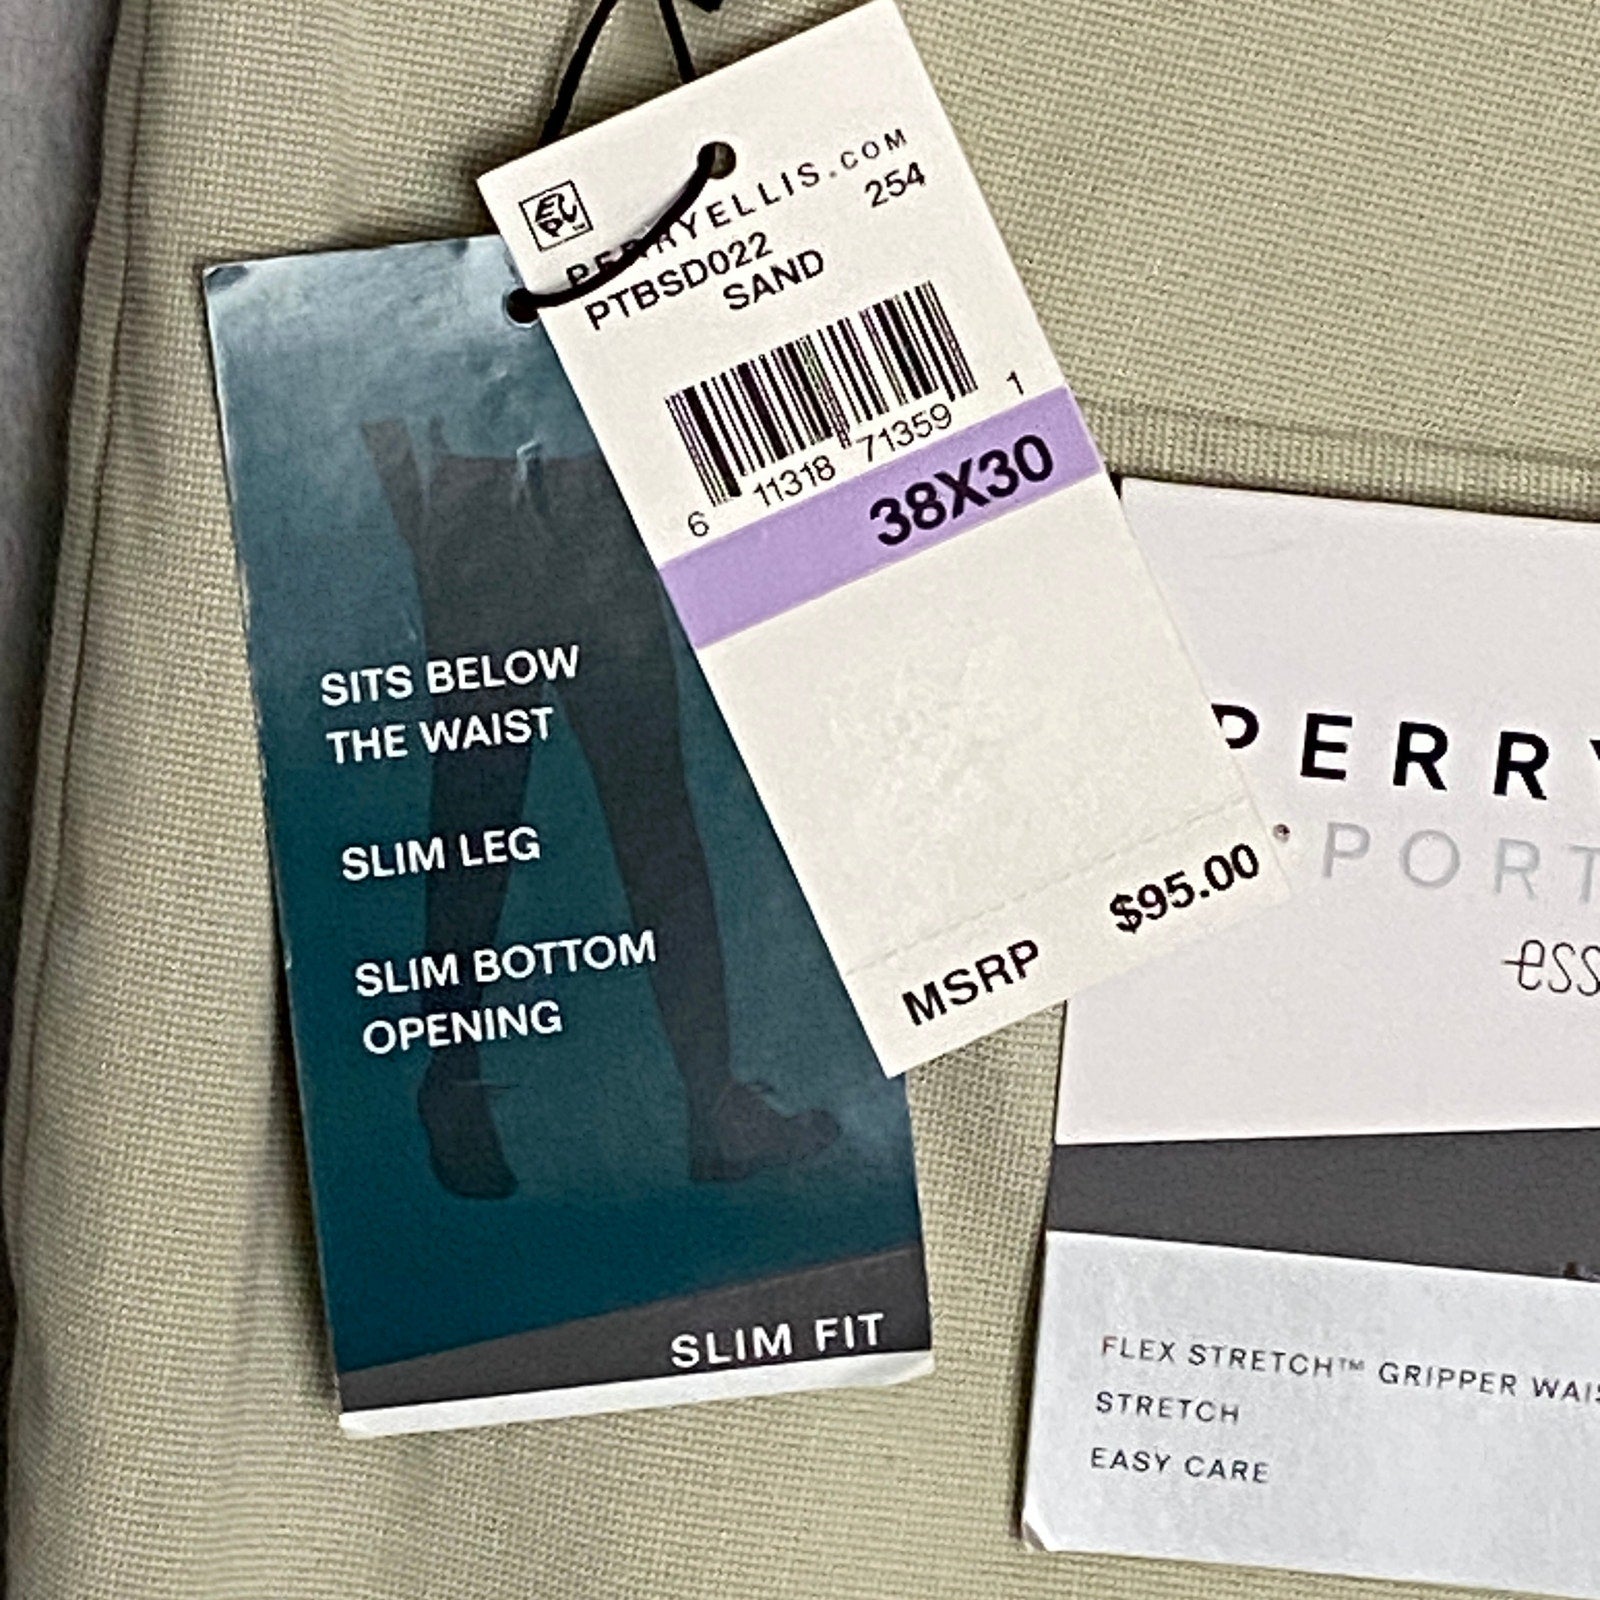 PERRYELLIS.COM
PTBSD022 254
SAND
6 11318 71359 1
38X30
MSRP $95.00
SITS BELOW
THE WAIST
SLIM LEG
SLIM BOTTOM
OPENING
SLIM FIT
PERRY
PORT
ess
FLEX STRETCH™ GRIPPER WAIS
STRETCH
EASY CARE